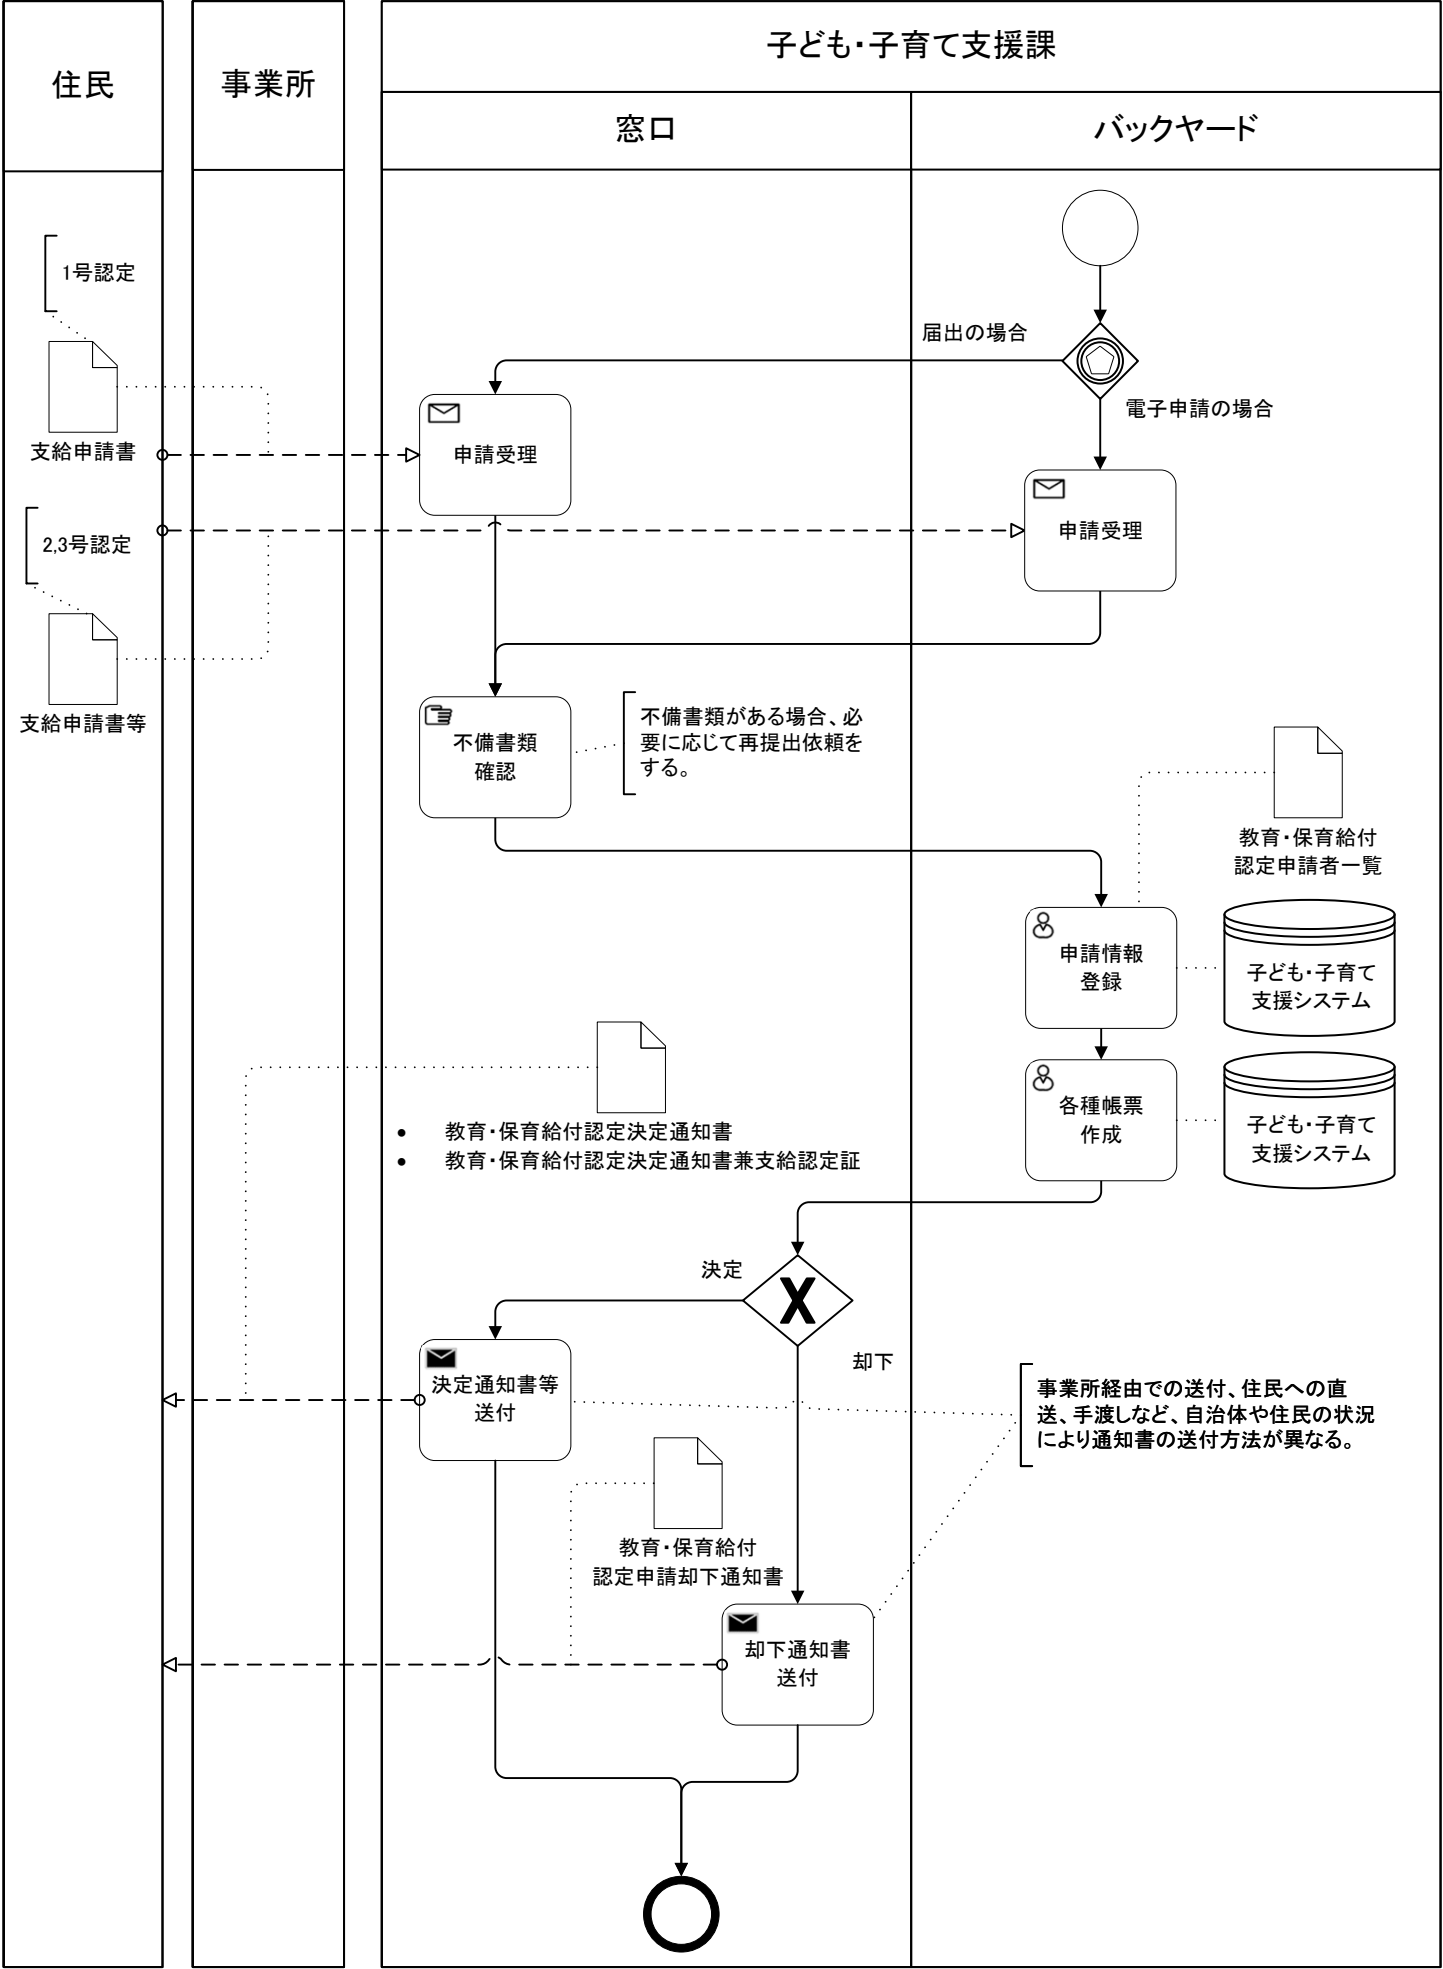 住民
事業所
子ども・子育て支援課
窓口
バックヤード
1号認定
支給申請書
届出の場合
電子申請の場合
申請受理
申請受理
2,3号認定
支給申請書等
不備書類
確認
不備書類がある場合、必
要に応じて再提出依頼を
する。
教育・保育給付
認定申請者一覧
申請情報
登録
子ども・子育て
支援システム
各種帳票
作成
子ども・子育て
支援システム
• 教育・保育給付認定決定通知書
• 教育・保育給付認定決定通知書兼支給認定証
決定
X
却下
決定通知書等
送付
事業所経由での送付、住民への直
送、手渡しなど、自治体や住民の状況
により通知書の送付方法が異なる。
教育・保育給付
認定申請却下通知書
却下通知書
送付